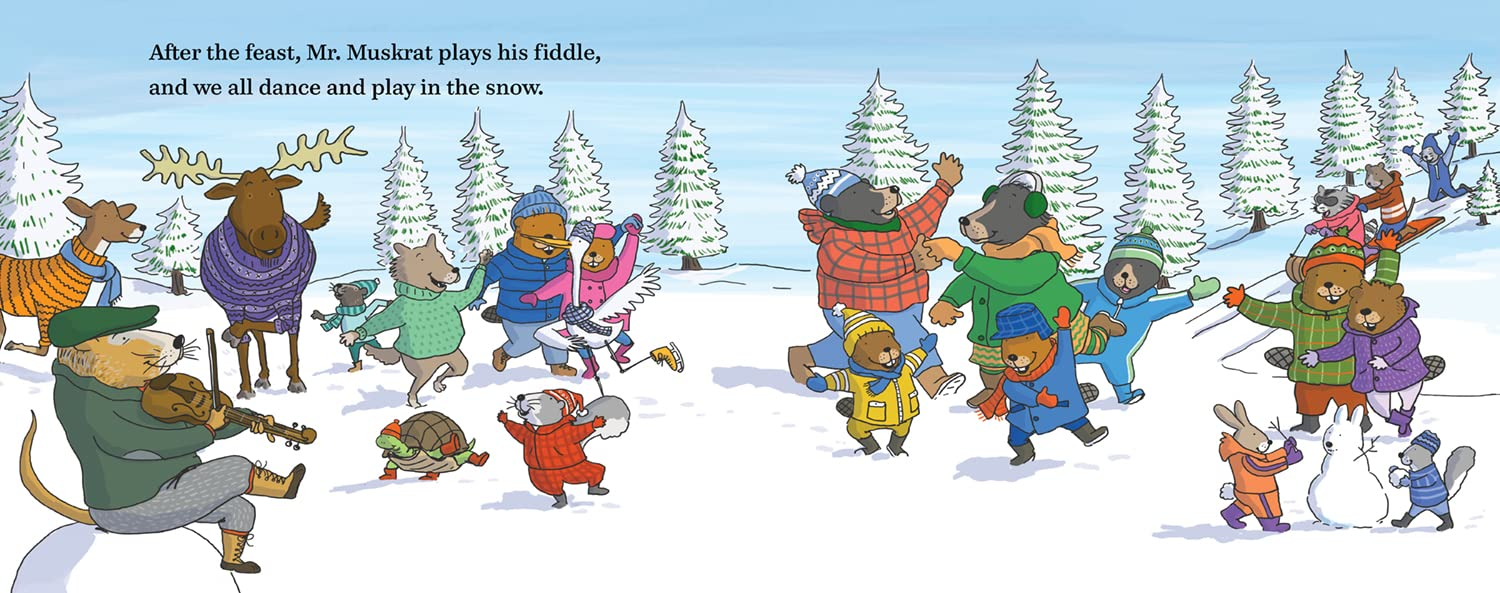 After the feast, Mr. Muskrat plays his fiddle,
and we all dance and play in the snow.